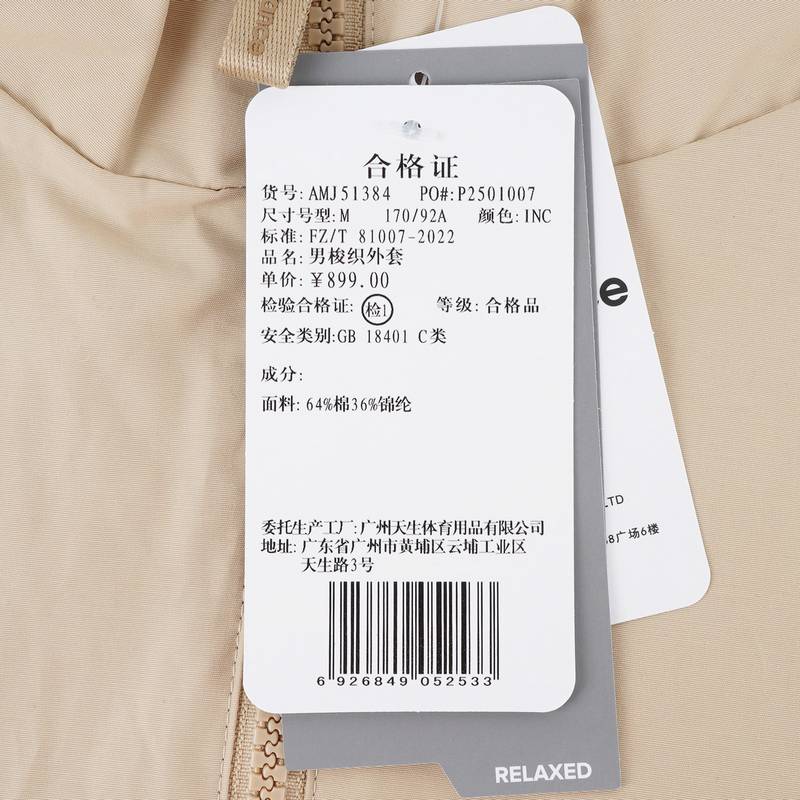 合格证
货号: AMJ51384 PO#:P2501007
尺寸号型: M 170/92A 颜色: INC
标准: FZ/T 81007-2022
品名: 男梭织外套
单价: ¥899.00
检验合格证: 检1 等级: 合格品
安全类别:GB 18401 C类
成分:
面料: 64%棉36%锦纶
委托生产工厂: 广州天生体育用品有限公司
地址: 广东省广州市黄埔区云埔工业区
天生路3号
6 926849 052533
LTD
8广场6楼
RELAXED